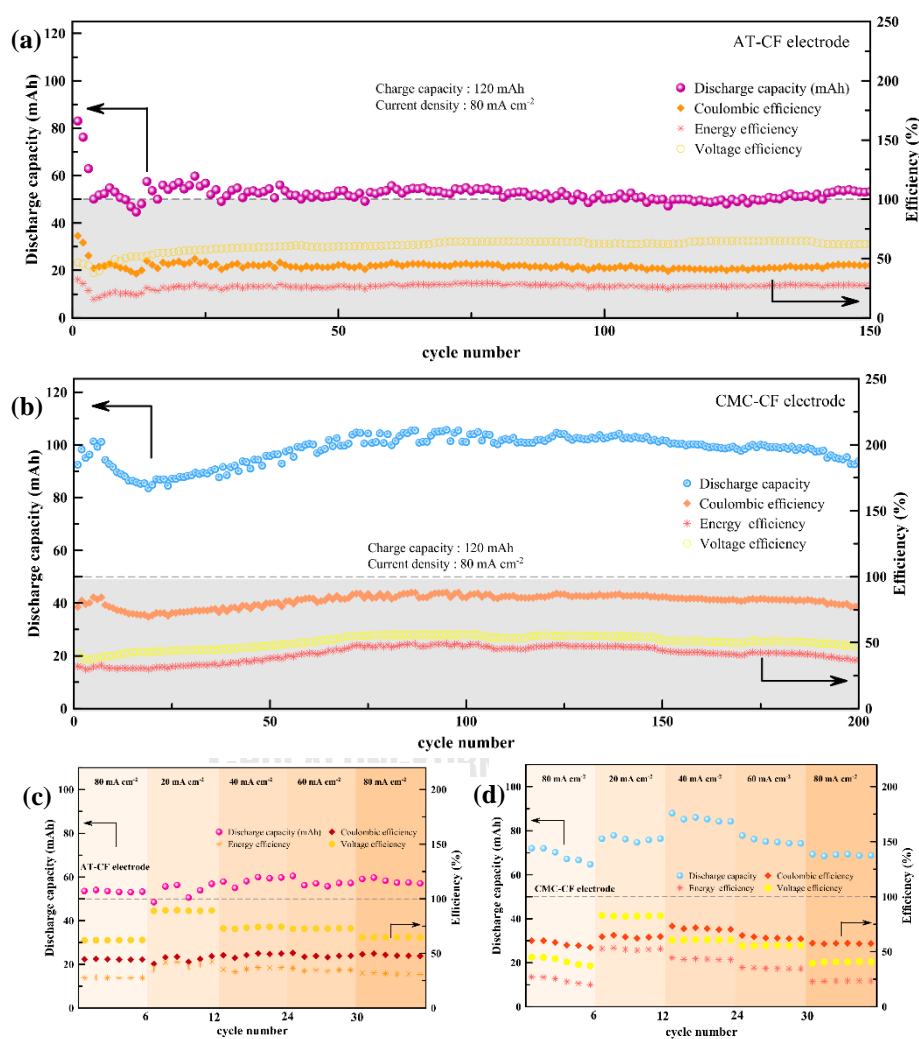 (a)
120
100
80
60
40
20
0
Discharge capacity (mAh)
AT-CF electrode
Charge capacity : 120 mAh
Current density : 80 mA cm⁻²
Discharge capacity (mAh)
Coulombic efficiency
Energy efficiency
Voltage efficiency
250
200
150
100
50
0
Efficiency (%)
0 50 100 150
cycle number
(b)
120
100
80
60
40
20
0
Discharge capacity (mAh)
CMC-CF electrode
Discharge capacity
Coulombic efficiency
Energy efficiency
Voltage efficiency
Charge capacity : 120 mAh
Current density : 80 mA cm⁻²
250
200
150
100
50
0
Efficiency (%)
0 50 100 150 200
cycle number
(c)
80 mA cm⁻² 20 mA cm⁻² 40 mA cm⁻² 60 mA cm⁻² 80 mA cm⁻²
100
80
60
40
20
0
Discharge capacity (mAh)
Discharge capacity (mAh) Coulombic efficiency
Energy efficiency Voltage efficiency
AT-CF electrode
200
150
100
50
0
Efficiency (%)
6 12 24 30
cycle number
(d)
80 mA cm⁻² 20 mA cm⁻² 40 mA cm⁻² 60 mA cm⁻³ 80 mA cm⁻²
100
80
60
40
20
0
Discharge capacity (mAh)
Discharge capacity Coulombic efficiency
Energy efficiency Voltage efficiency
CMC-CF electrode
200
150
100
50
0
Efficiency (%)
6 12 24 30
cycle number